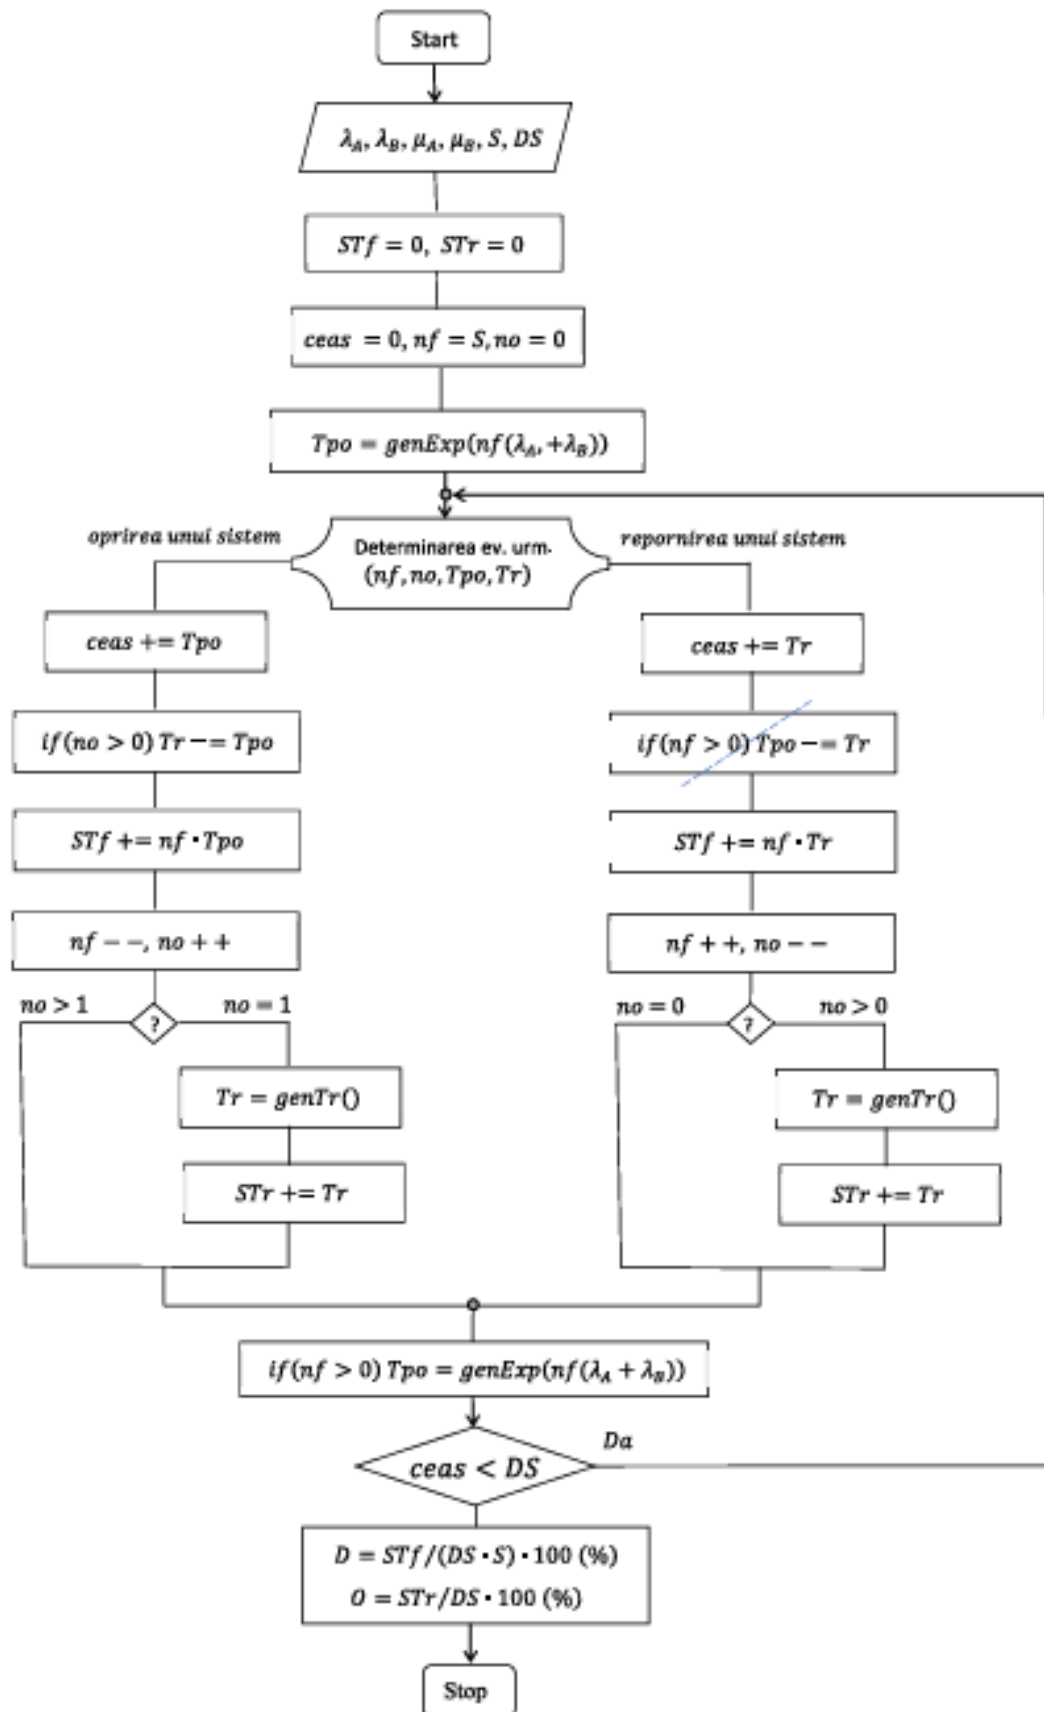 Start
λ_A, λ_B, μ_A, μ_B, S, DS
STf = 0, STr = 0
ceas = 0, nf = S, no = 0
Tpo = genExp(nf(λ_A, +λ_B))
oprirea unui sistem
Determinarea ev. urm.
(nf, no, Tpo, Tr)
repornirea unui sistem
ceas += Tpo
if(no > 0) Tr −= Tpo
STf += nf · Tpo
nf − −, no + +
no > 1
?
no = 1
Tr = genTr()
STr += Tr
ceas += Tr
if(nf > 0) Tpo −= Tr
STf += nf · Tr
nf + +, no − −
no = 0
?
no > 0
Tr = genTr()
STr += Tr
if(nf > 0) Tpo = genExp(nf(λ_A + λ_B))
ceas < DS
Da
D = STf/(DS · S) · 100 (%)
O = STr/DS · 100 (%)
Stop